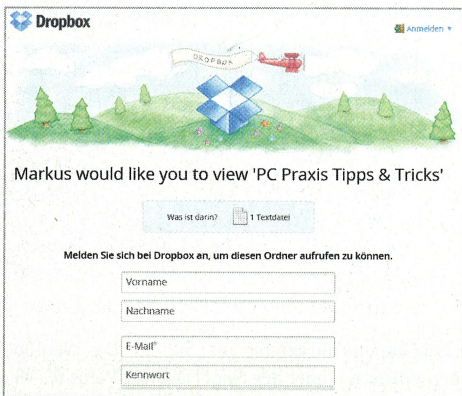 Dropbox
Anmelden
DROPBOX
Markus would like you to view 'PC Praxis Tipps & Tricks'
Was ist darin? 1 Textdatei
Melden Sie sich bei Dropbox an, um diesen Ordner aufrufen zu können.
Vorname
Nachname
E-Mail*
Kennwort